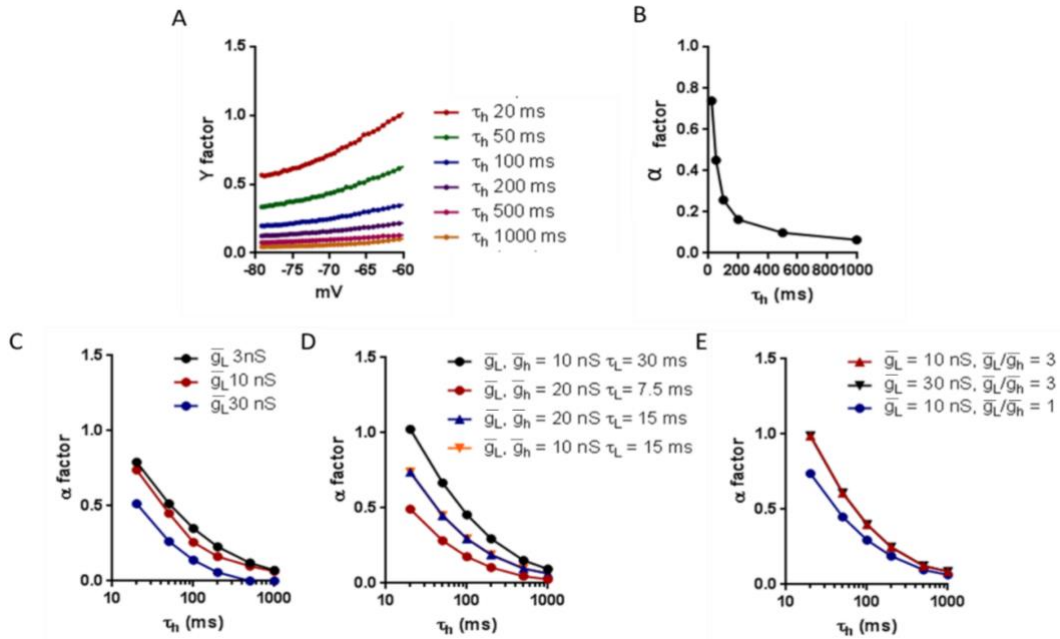 A
1.5
1.0
0.5
0.0
Y factor
-80 -75 -70 -65 -60
mV
τh 20 ms
τh 50 ms
τh 100 ms
τh 200 ms
τh 500 ms
τh 1000 ms
B
1.0
0.8
0.6
0.4
0.2
0.0
α factor
0 200 400 600 800 1000
τh (ms)
C
1.5
1.0
0.5
0.0
α factor
10 100 1000
τh (ms)
g̅L 3nS
g̅L 10 nS
g̅L 30 nS
D
1.5
1.0
0.5
0.0
α factor
10 100 1000
τh (ms)
g̅L, g̅h = 10 nS τL= 30 ms
g̅L, g̅h = 20 nS τL= 7.5 ms
g̅L, g̅h = 20 nS τL= 15 ms
g̅L, g̅h = 10 nS τL= 15 ms
E
1.5
1.0
0.5
0.0
α factor
10 100 1000
τh (ms)
g̅L = 10 nS, g̅L/g̅h = 3
g̅L = 30 nS, g̅L/g̅h = 3
g̅L = 10 nS, g̅L/g̅h = 1